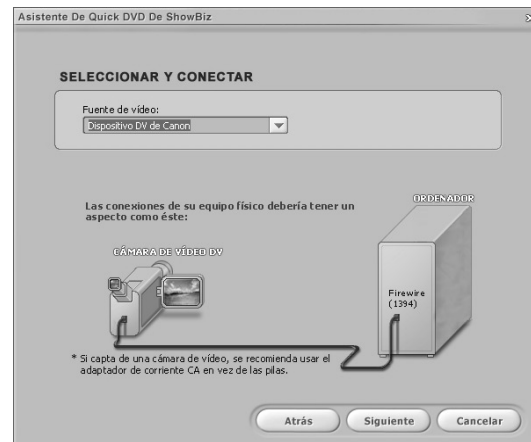 Asistente De Quick DVD De ShowBiz
SELECCIONAR Y CONECTAR
Fuente de vídeo:
Dispositivo DV de Canon
Las conexiones de su equipo físico debería tener un
aspecto como éste:
ORDENADOR
CÁMARA DE VÍDEO DV
Firewire
(1394)
* Si capta de una cámara de vídeo, se recomienda usar el
adaptador de corriente CA en vez de las pilas.
Atrás
Siguiente
Cancelar